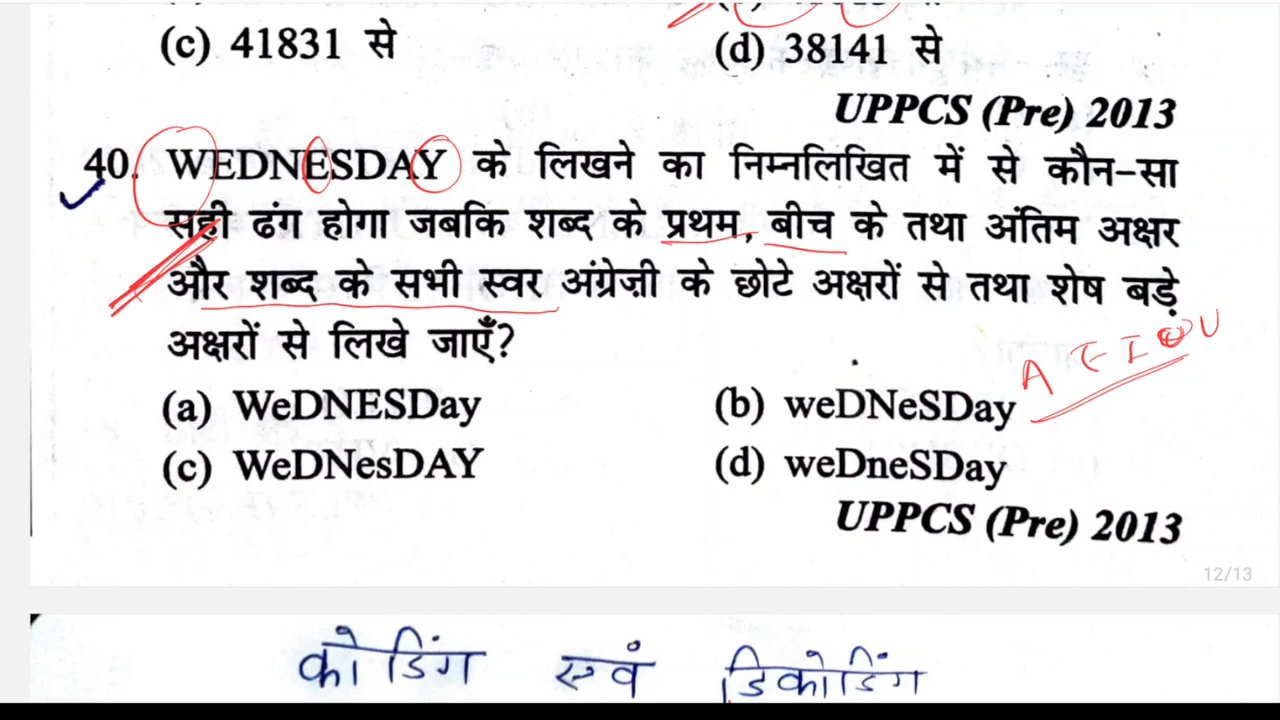 (c) 41831 से
(d) 38141 से
UPPCS (Pre) 2013
40. WEDNESDAY के लिखने का निम्नलिखित में से कौन-सा
सही ढंग होगा जबकि शब्द के प्रथम, बीच के तथा अंतिम अक्षर
और शब्द के सभी स्वर अंग्रेज़ी के छोटे अक्षरों से तथा शेष बड़े
अक्षरों से लिखे जाएँ?
A E I O U
(a) WeDNESDay
(b) weDNeSDay
(c) WeDNesDAY
(d) weDneSDay
UPPCS (Pre) 2013
12/13
कोडिंग एवं डिकोडिंग